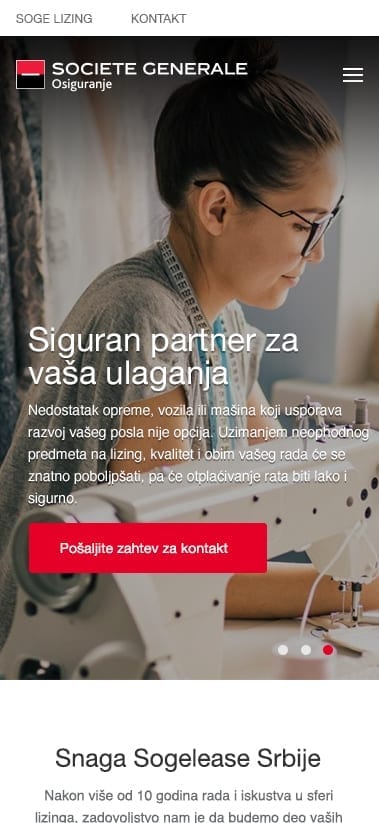 SOGE LIZING KONTAKT
SOCIETE GENERALE
Osiguranje
Siguran partner za
vaša ulaganja
Nedostatak opreme, vozila ili mašina koji usporava
razvoj vašeg posla nije opcija. Uzimanjem neophodnog
predmeta na lizing, kvalitet i obim vašeg rada će se
znatno poboljpšati, pa će otplaćivanje rata biti lako i
sigurno.
Pošaljite zahtev za kontakt
Snaga Sogelease Srbije
Nakon više od 10 godina rada i iskustva u sferi
lizinga, zadovoljstvo nam je da budemo deo vaših